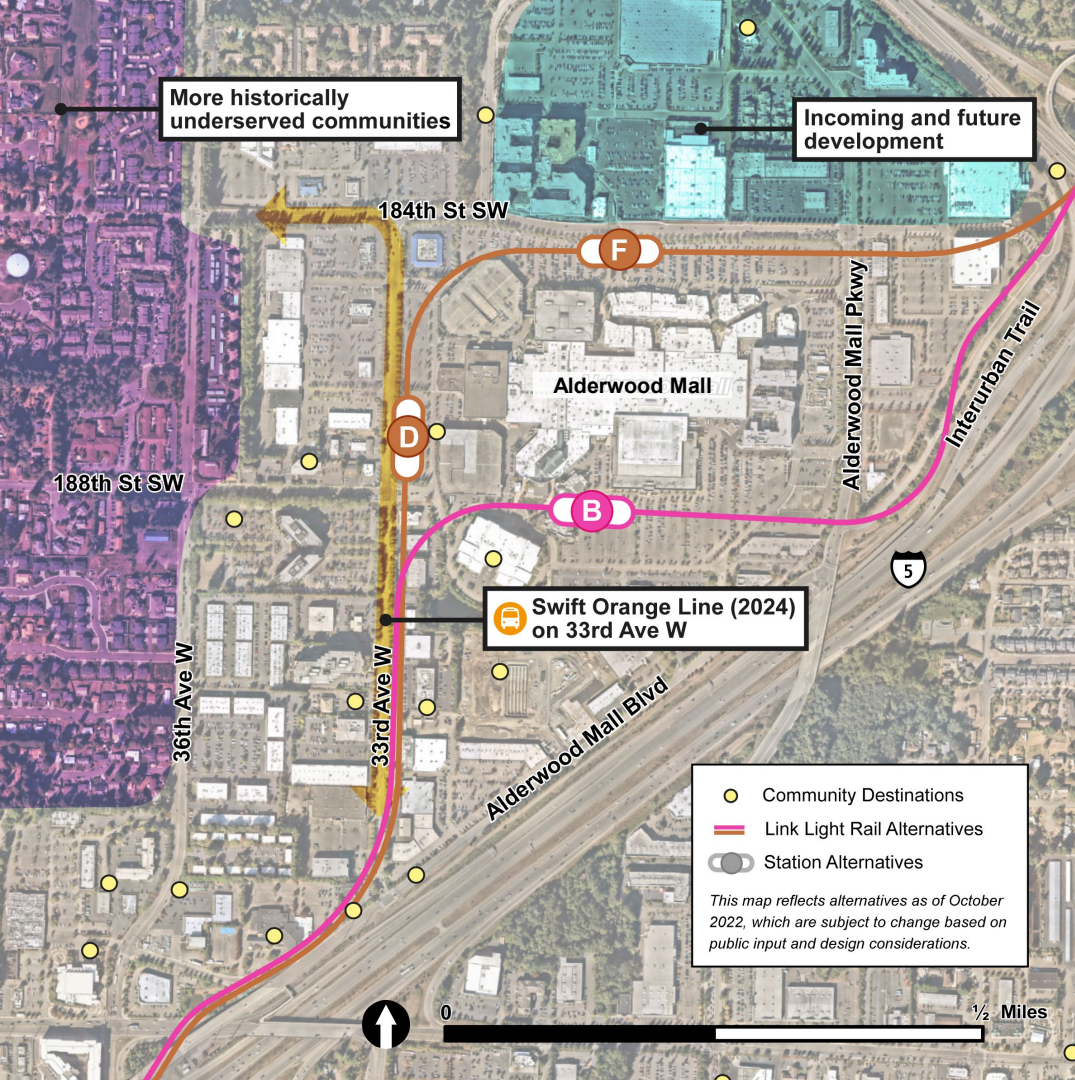 More historically
underserved communities
Incoming and future
development
184th St SW
F
Alderwood Mall Pkwy
Interurban Trail
Alderwood Mall
D
188th St SW
B
5
Swift Orange Line (2024)
on 33rd Ave W
36th Ave W
33rd Ave W
Alderwood Mall Blvd
Community Destinations
Link Light Rail Alternatives
Station Alternatives
This map reflects alternatives as of October
2022, which are subject to change based on
public input and design considerations.
0 ½ Miles